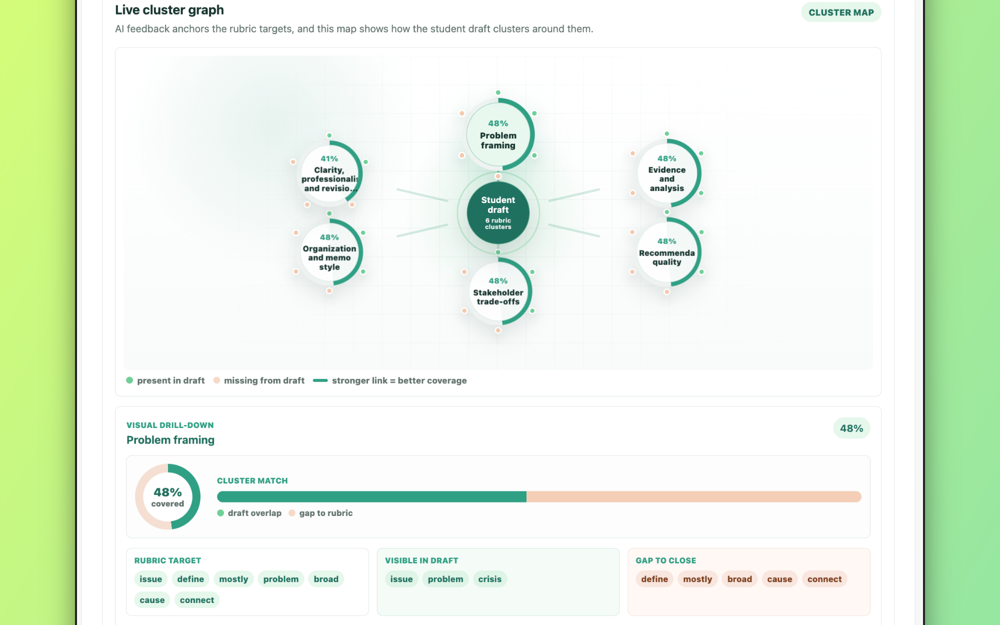 Live cluster graph
CLUSTER MAP
AI feedback anchors the rubric targets, and this map shows how the student draft clusters around them.
48%
Problem
framing
41%
Clarity,
professionalis
and revisio...
48%
Evidence
and
analysis
Student
draft
6 rubric
clusters
48%
Organization
and memo
style
48%
Recommenda
quality
48%
Stakeholder
trade-offs
present in draft missing from draft stronger link = better coverage
VISUAL DRILL-DOWN
Problem framing
48%
48%
covered
CLUSTER MATCH
draft overlap gap to rubric
RUBRIC TARGET
issue define mostly problem broad
cause connect
VISIBLE IN DRAFT
issue problem crisis
GAP TO CLOSE
define mostly broad cause connect